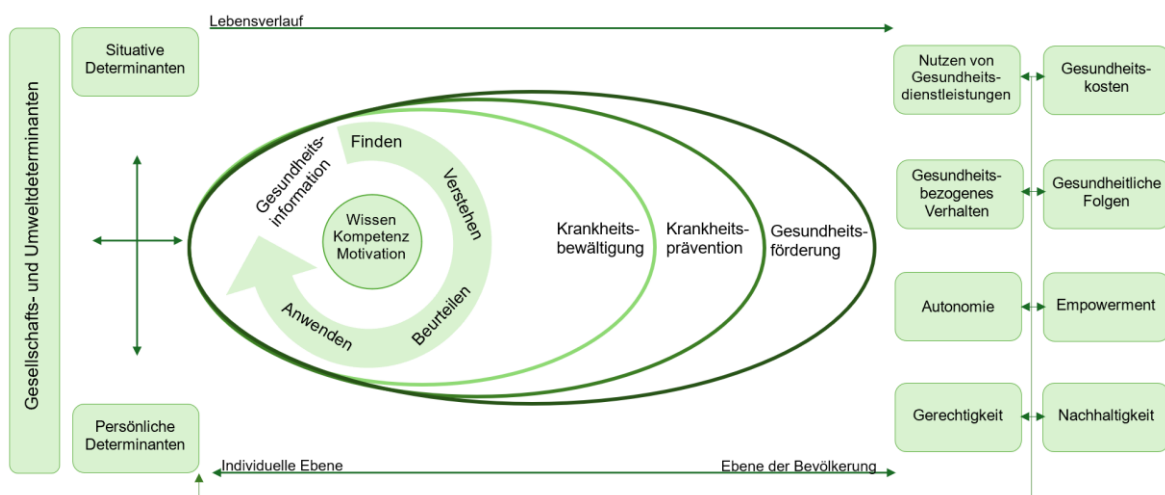 Gesellschafts- und Umweltdeterminanten
Situative
Determinanten
Persönliche
Determinanten
Lebensverlauf
Gesundheits-
information
Finden
Verstehen
Beurteilen
Anwenden
Wissen
Kompetenz
Motivation
Krankheits-
bewältigung
Krankheits-
prävention
Gesundheits-
förderung
Individuelle Ebene
Ebene der Bevölkerung
Nutzen von
Gesundheits-
dienstleistungen
Gesundheits-
kosten
Gesundheits-
bezogenes
Verhalten
Gesundheitliche
Folgen
Autonomie
Empowerment
Gerechtigkeit
Nachhaltigkeit